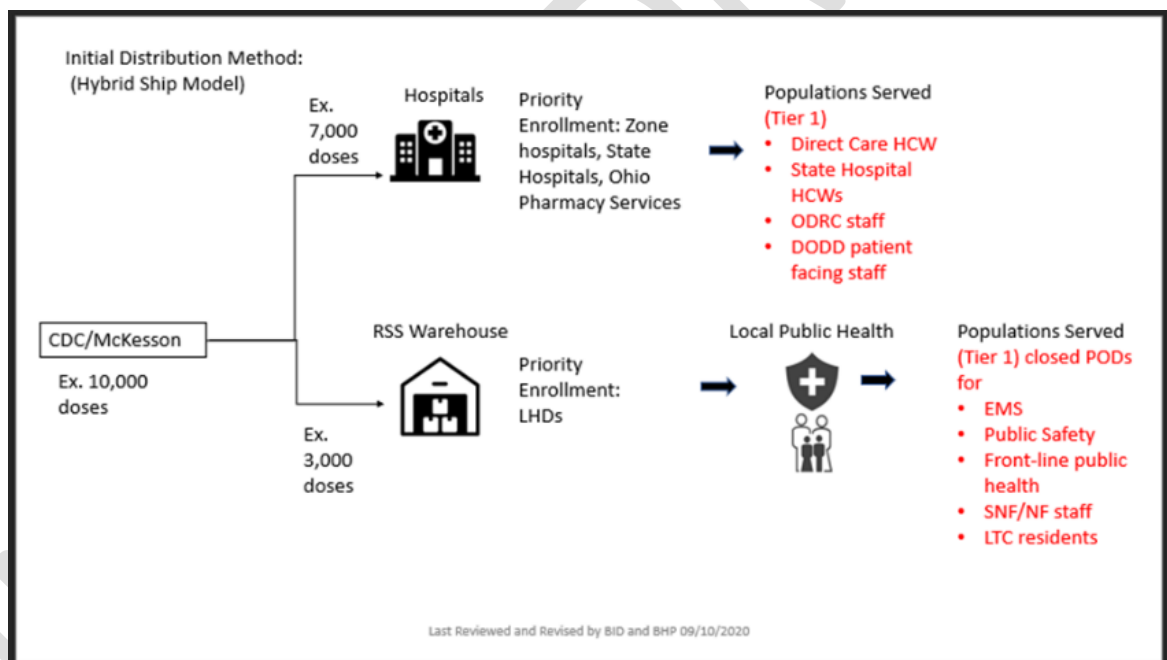 Initial Distribution Method:
(Hybrid Ship Model)
Ex.
7,000
doses
Hospitals
Priority
Enrollment: Zone
hospitals, State
Hospitals, Ohio
Pharmacy Services
Populations Served
(Tier 1)
• Direct Care HCW
• State Hospital
HCWs
• ODRC staff
• DODD patient
facing staff
CDC/McKesson
Ex. 10,000
doses
Ex.
3,000
doses
RSS Warehouse
Priority
Enrollment:
LHDs
Local Public Health
Populations Served
(Tier 1) closed PODs
for
• EMS
• Public Safety
• Front-line public
health
• SNF/NF staff
• LTC residents
Last Reviewed and Revised by BID and BHP 09/10/2020